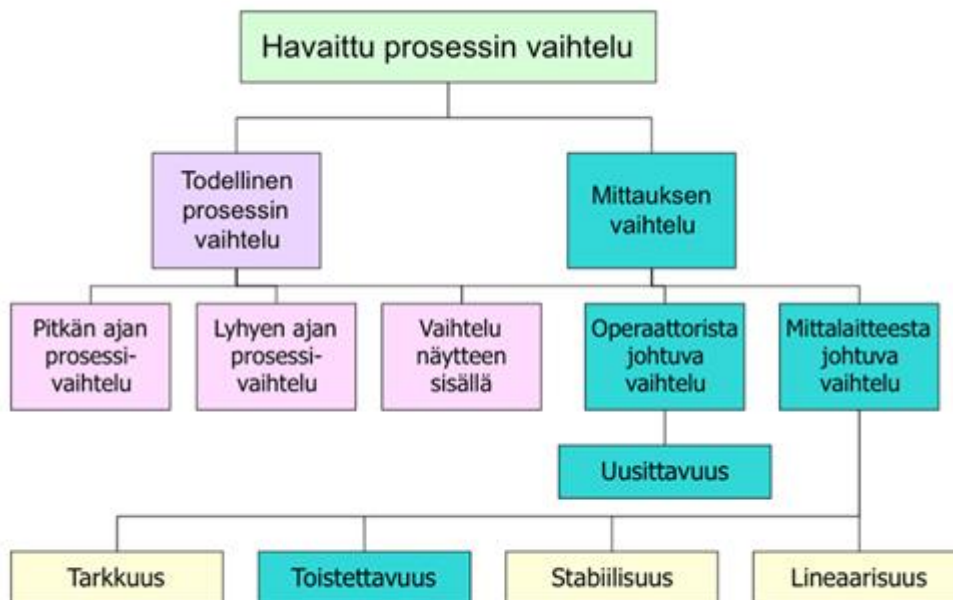 Havaittu prosessin vaihtelu
Todellinen
prosessin
vaihtelu
Mittauksen
vaihtelu
Pitkän ajan
prosessi-
vaihtelu
Lyhyen ajan
prosessi-
vaihtelu
Vaihtelu
näytteen
sisällä
Operaattorista
johtuva
vaihtelu
Mittalaitteesta
johtuva
vaihtelu
Uusittavuus
Tarkkuus
Toistettavuus
Stabiilisuus
Lineaarisuus